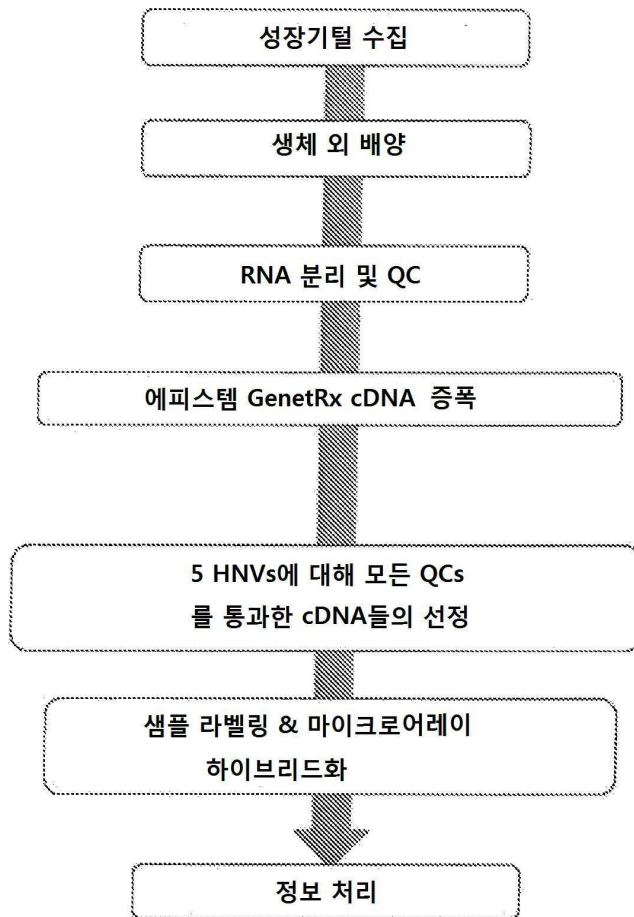 성장기털 수집
생체 외 배양
RNA 분리 및 QC
에피스템 GenetRx cDNA 증폭
5 HNVs에 대해 모든 QCs
를 통과한 cDNA들의 선정
샘플 라벨링 & 마이크로어레이
하이브리드화
정보 처리